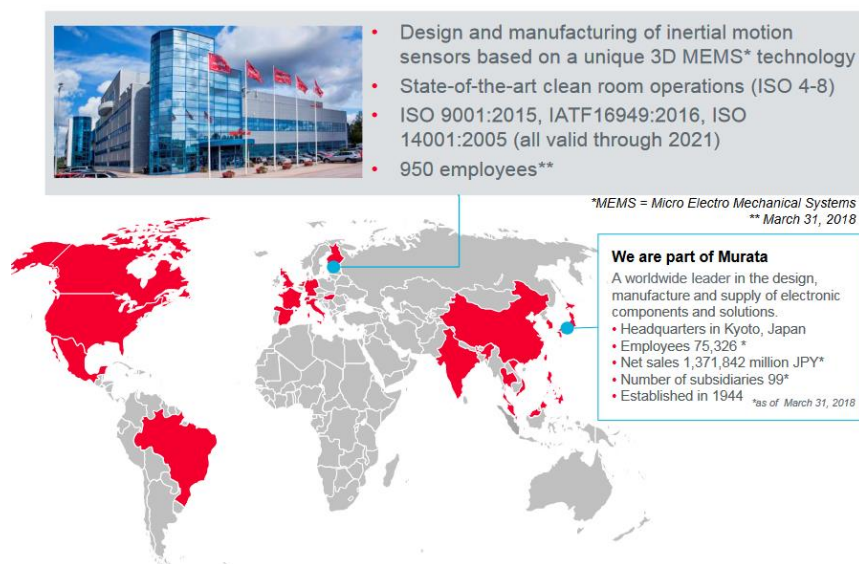 • Design and manufacturing of inertial motion
sensors based on a unique 3D MEMS* technology
• State-of-the-art clean room operations (ISO 4-8)
• ISO 9001:2015, IATF16949:2016, ISO
14001:2005 (all valid through 2021)
• 950 employees**
*MEMS = Micro Electro Mechanical Systems
** March 31, 2018
We are part of Murata
A worldwide leader in the design,
manufacture and supply of electronic
components and solutions.
• Headquarters in Kyoto, Japan
• Employees 75,326 *
• Net sales 1,371,842 million JPY*
• Number of subsidiaries 99*
• Established in 1944
*as of March 31, 2018